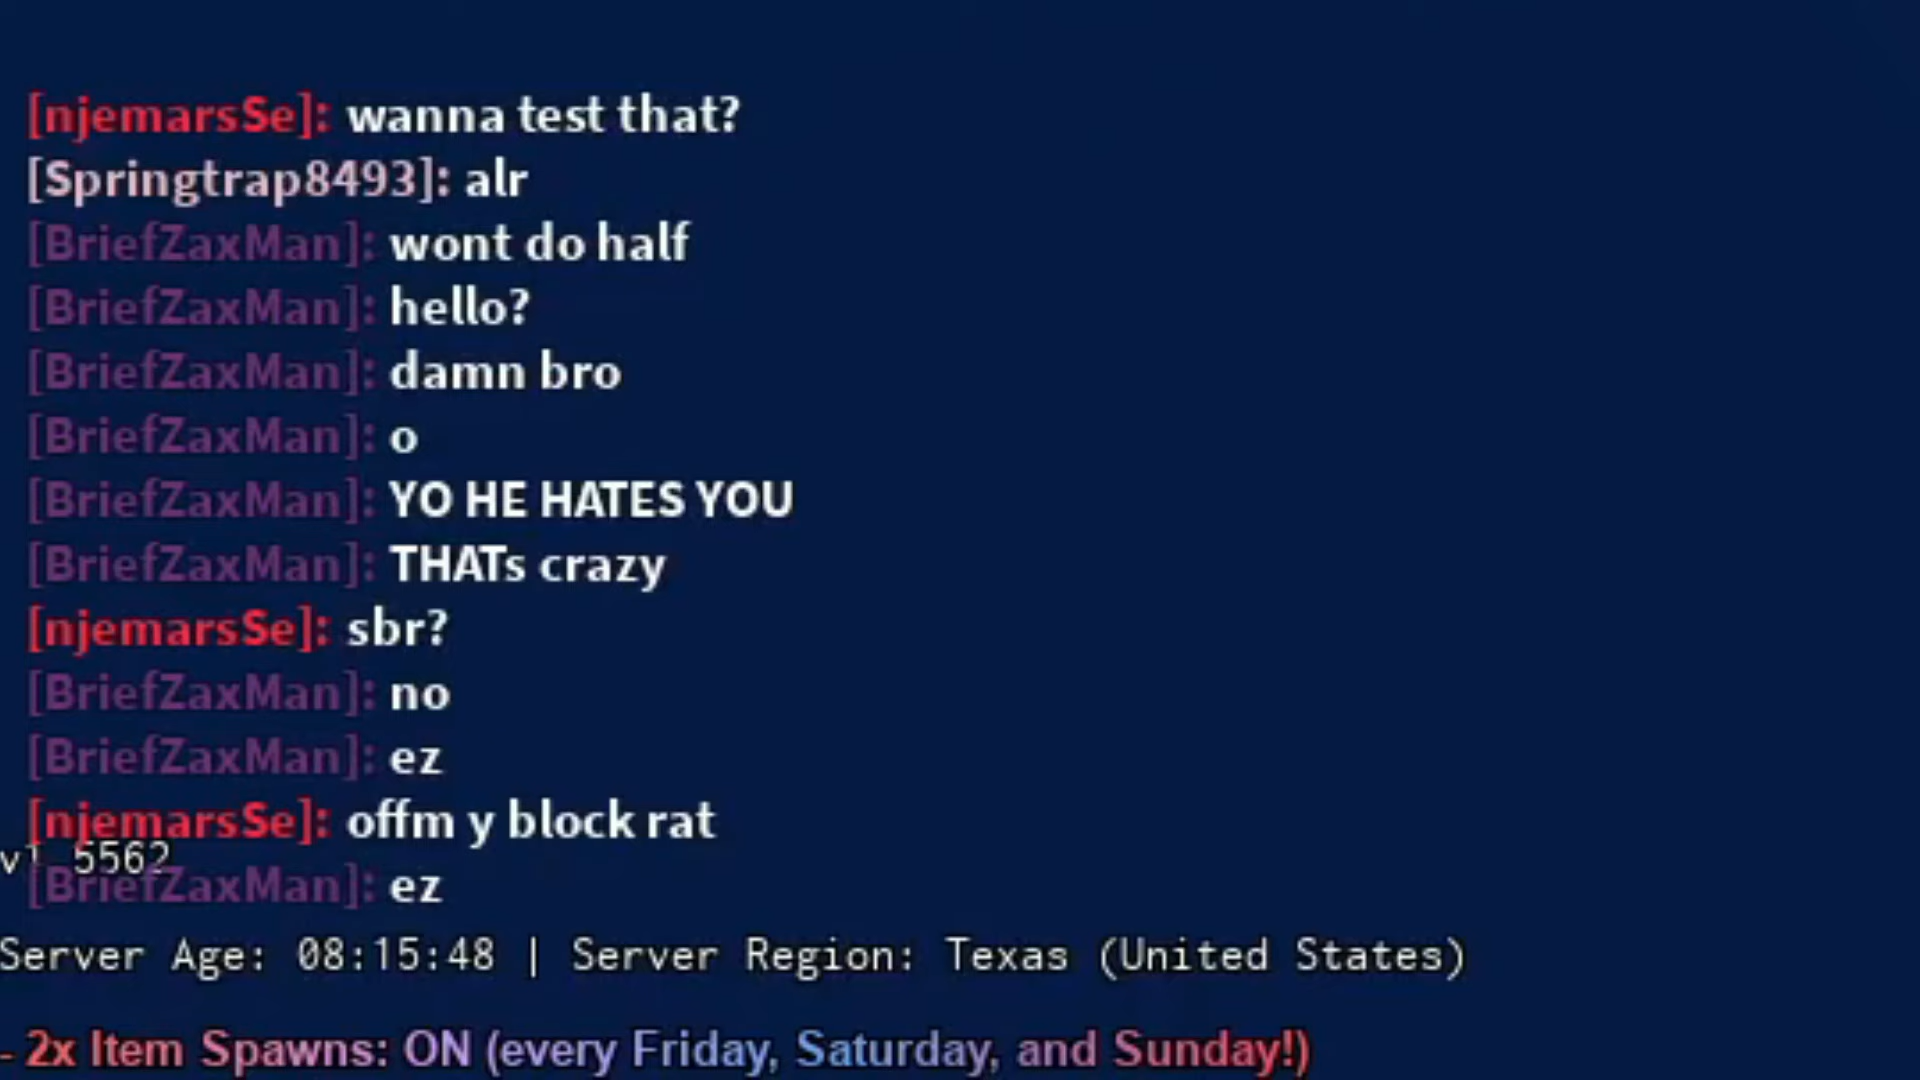 [njemarsSe]: wanna test that?
[Springtrap8493]: alr
[BriefZaxMan]: wont do half
[BriefZaxMan]: hello?
[BriefZaxMan]: damn bro
[BriefZaxMan]: o
[BriefZaxMan]: YO HE HATES YOU
[BriefZaxMan]: THATs crazy
[njemarsSe]: sbr?
[BriefZaxMan]: no
[BriefZaxMan]: ez
[njemarsSe]: offm y block rat
v1 5562
[BriefZaxMan]: ez
Server Age: 08:15:48 | Server Region: Texas (United States)
- 2x Item Spawns: ON (every Friday, Saturday, and Sunday!)